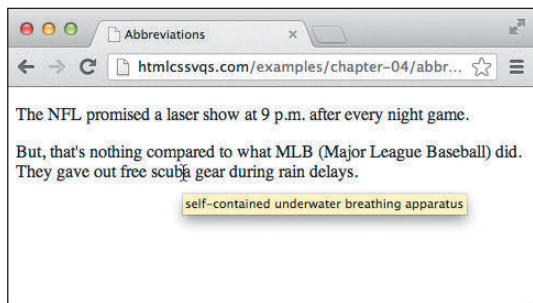 Abbreviations
htmlcssvqs.com/examples/chapter-04/abbr...
The NFL promised a laser show at 9 p.m. after every night game.
But, that's nothing compared to what MLB (Major League Baseball) did.
They gave out free scuba gear during rain delays.
self-contained underwater breathing apparatus